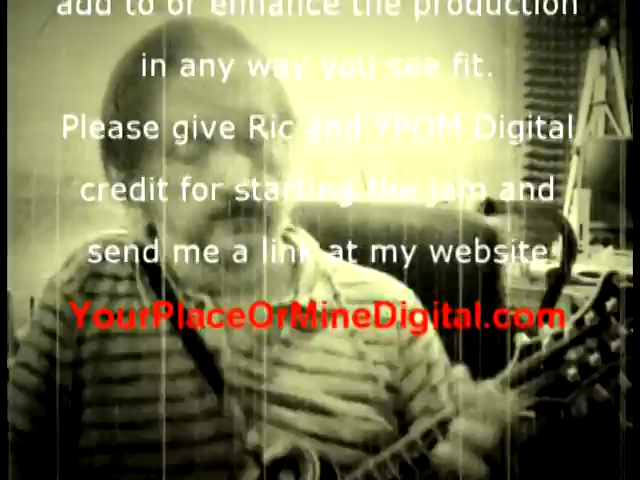 add to or enhance the production
in any way you see fit.
Please give Ric and YPOM Digital
credit for starting the jam and
send me a link at my website
YourPlaceOrMineDigital.com